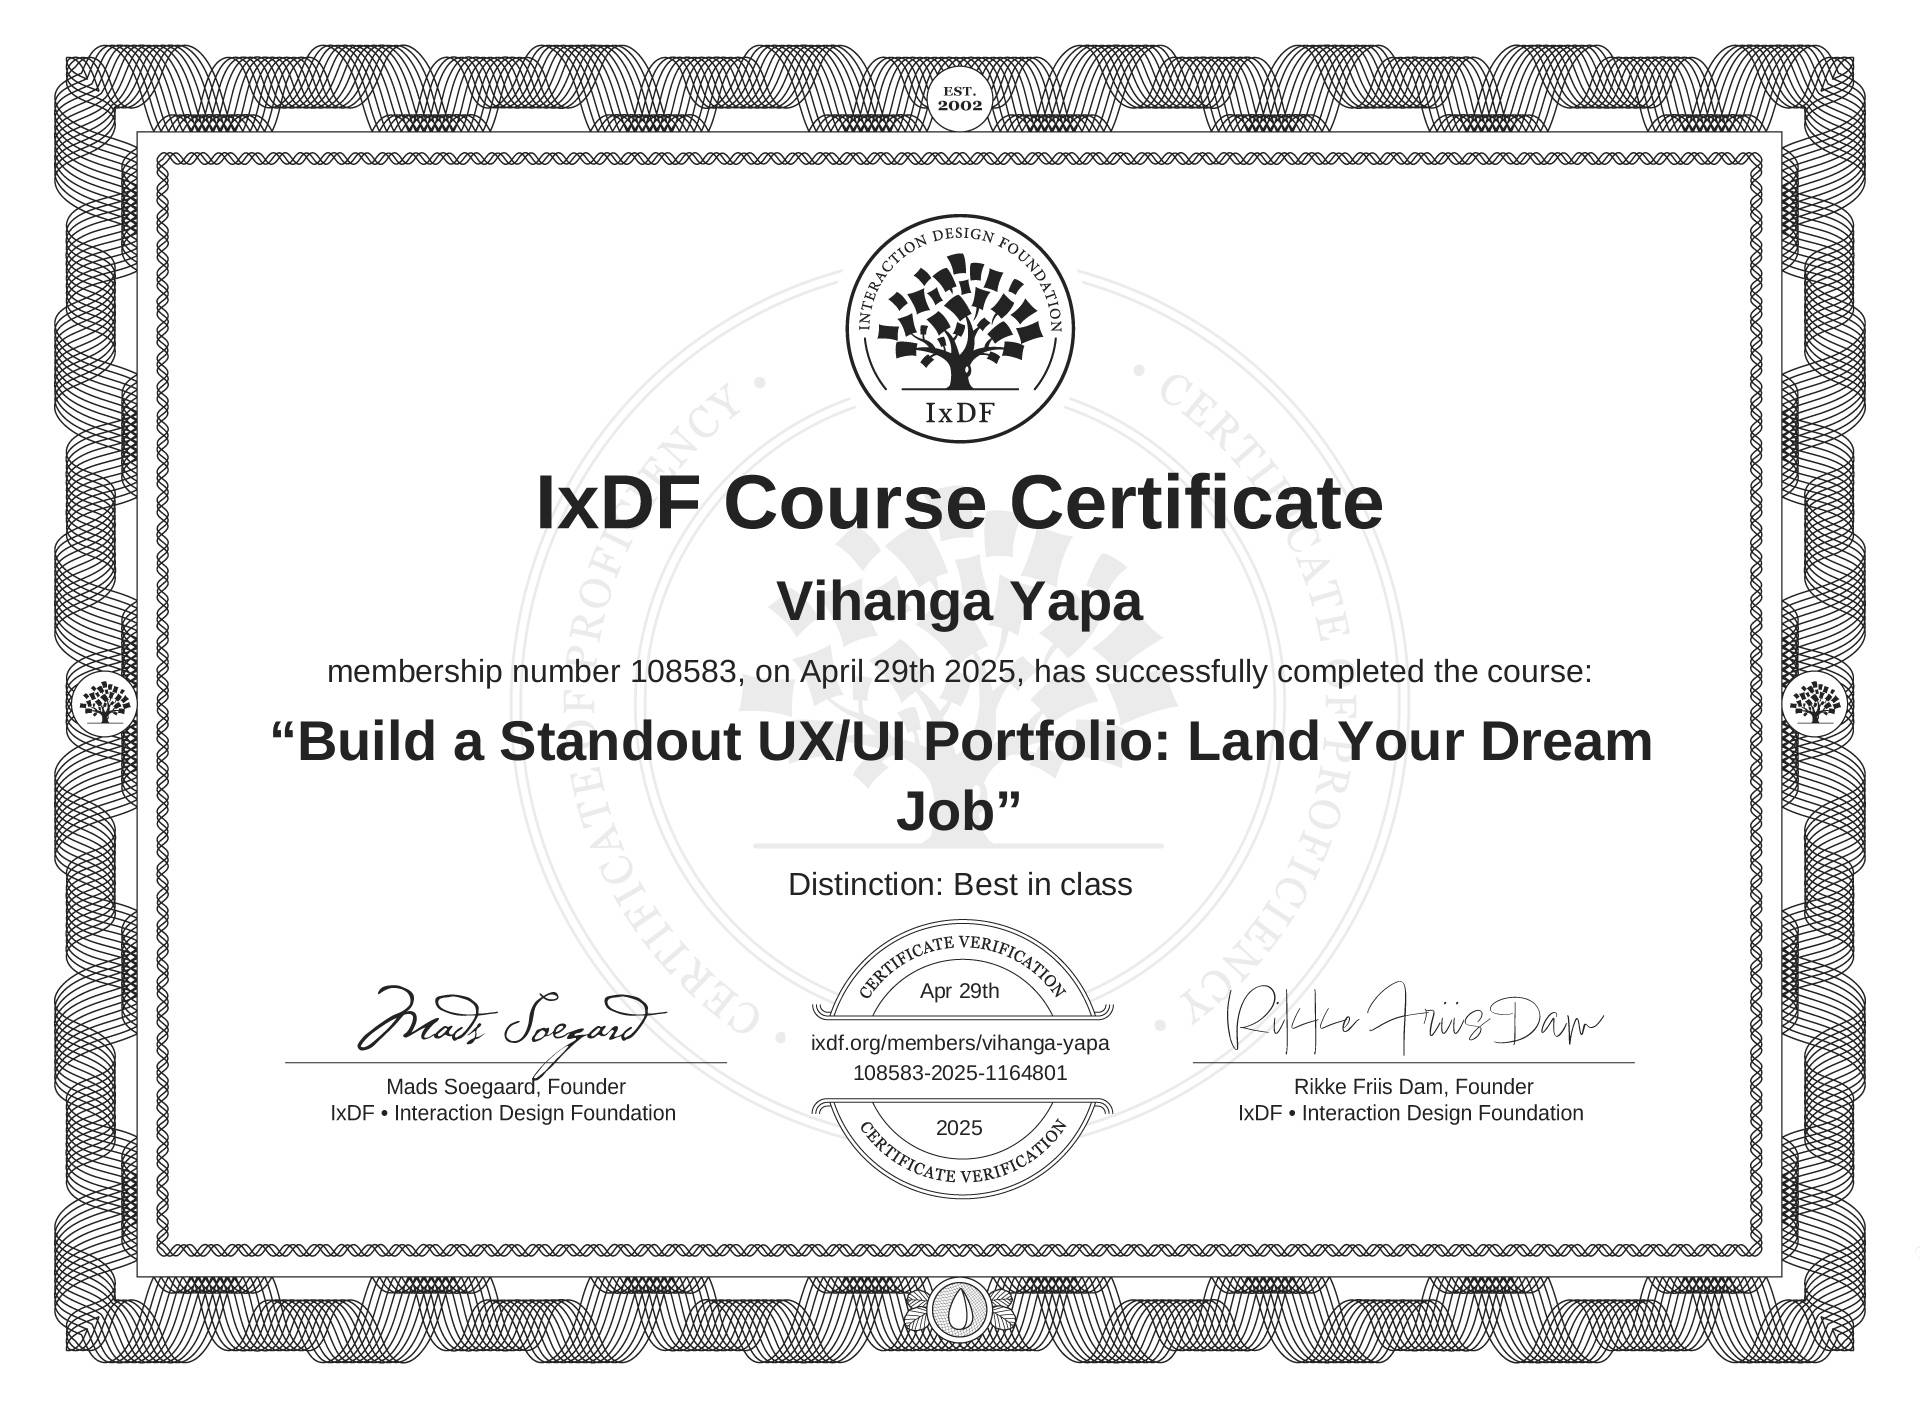 EST.
2002
INTERACTION DESIGN FOUNDATION
IxDF
• CERTIFICATE OF PROFICIENCY •
• CERTIFICATE OF PROFICIENCY •
IxDF Course Certificate
Vihanga Yapa
membership number 108583, on April 29th 2025, has successfully completed the course:
“Build a Standout UX/UI Portfolio: Land Your Dream
Job”
Distinction: Best in class
Mads Soegaard
Mads Soegaard, Founder
IxDF • Interaction Design Foundation
CERTIFICATE VERIFICATION
Apr 29th
ixdf.org/members/vihanga-yapa
108583-2025-1164801
2025
CERTIFICATE VERIFICATION
Rikke Friis Dam
Rikke Friis Dam, Founder
IxDF • Interaction Design Foundation